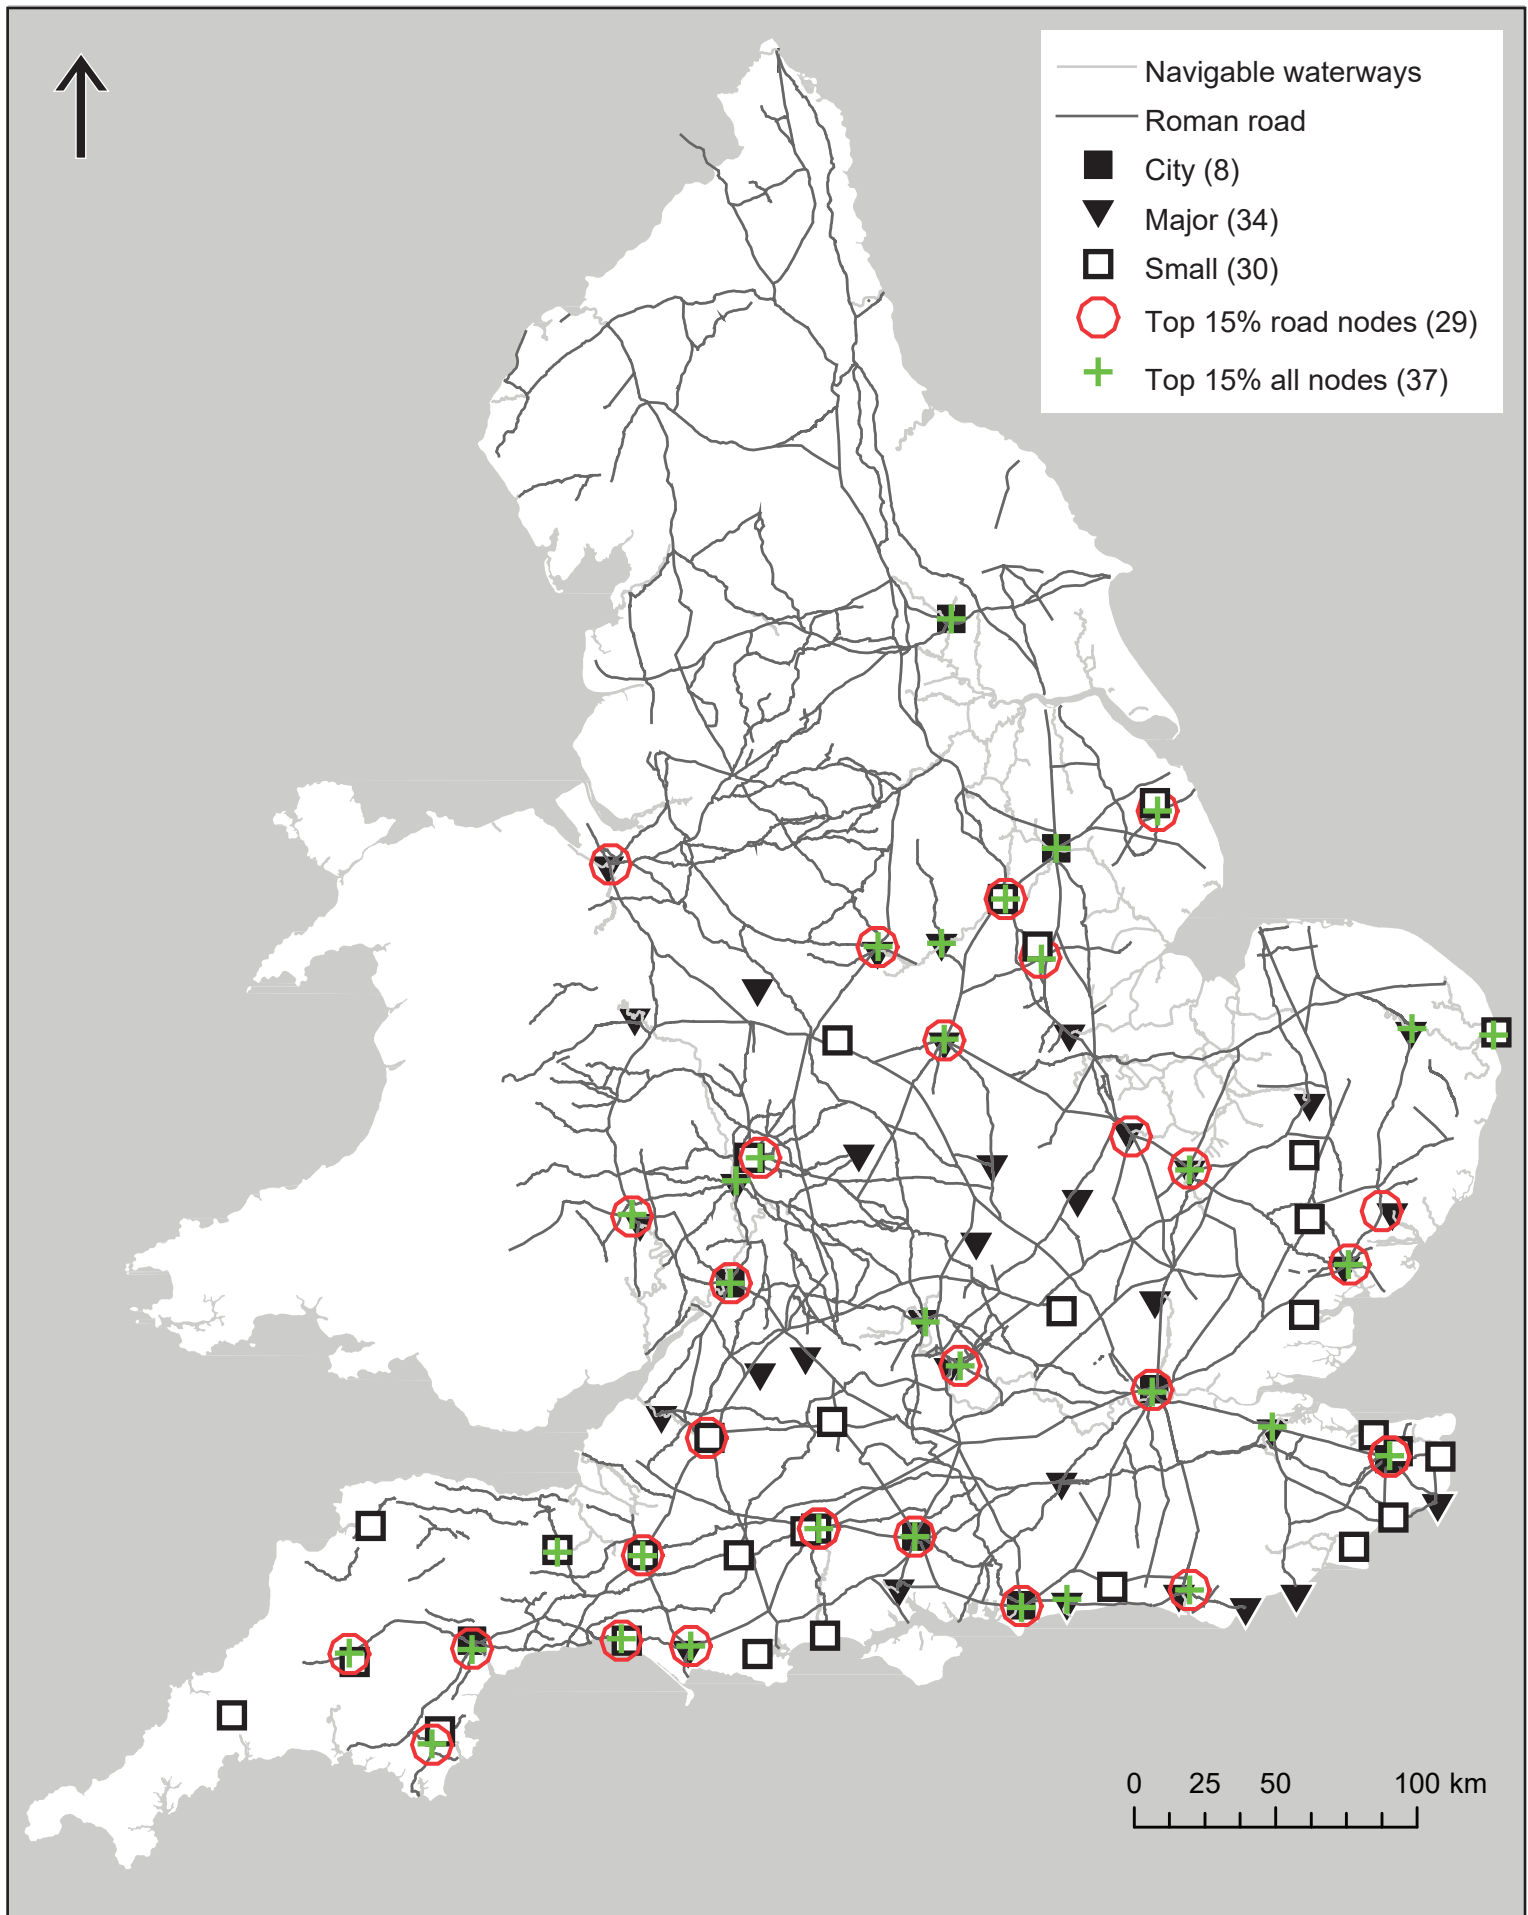 Navigable waterways
Roman road
City (8)
Major (34)
Small (30)
Top 15% road nodes (29)
Top 15% all nodes (37)
0 25 50 100 km